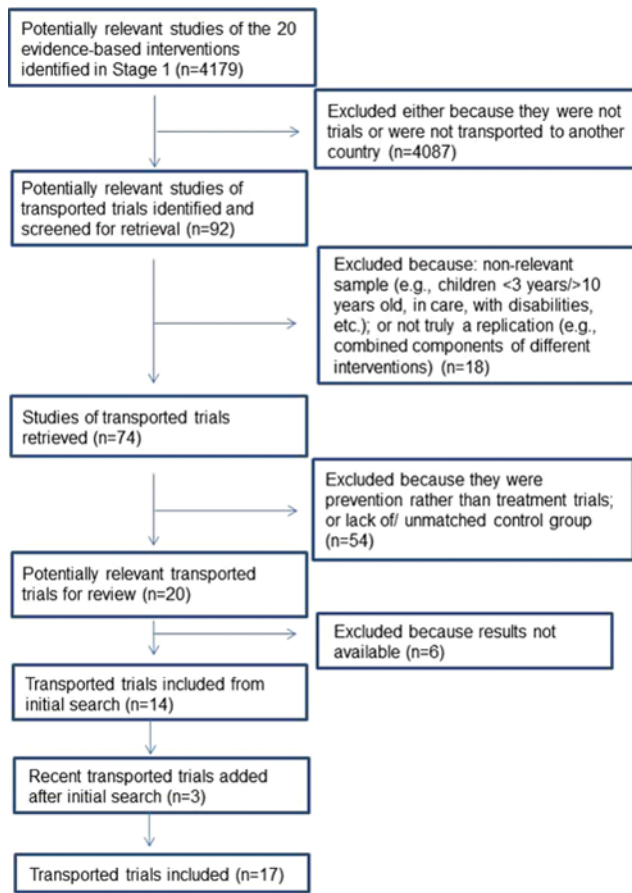 Potentially relevant studies of the 20
evidence-based interventions
identified in Stage 1 (n=4179)
Excluded either because they were not
trials or were not transported to another
country (n=4087)
Potentially relevant studies of
transported trials identified and
screened for retrieval (n=92)
Excluded because: non-relevant
sample (e.g., children <3 years/>10
years old, in care, with disabilities,
etc.); or not truly a replication (e.g.,
combined components of different
interventions) (n=18)
Studies of transported trials
retrieved (n=74)
Excluded because they were
prevention rather than treatment trials;
or lack of/ unmatched control group
(n=54)
Potentially relevant transported
trials for review (n=20)
Excluded because results not
available (n=6)
Transported trials included from
initial search (n=14)
Recent transported trials added
after initial search (n=3)
Transported trials included (n=17)